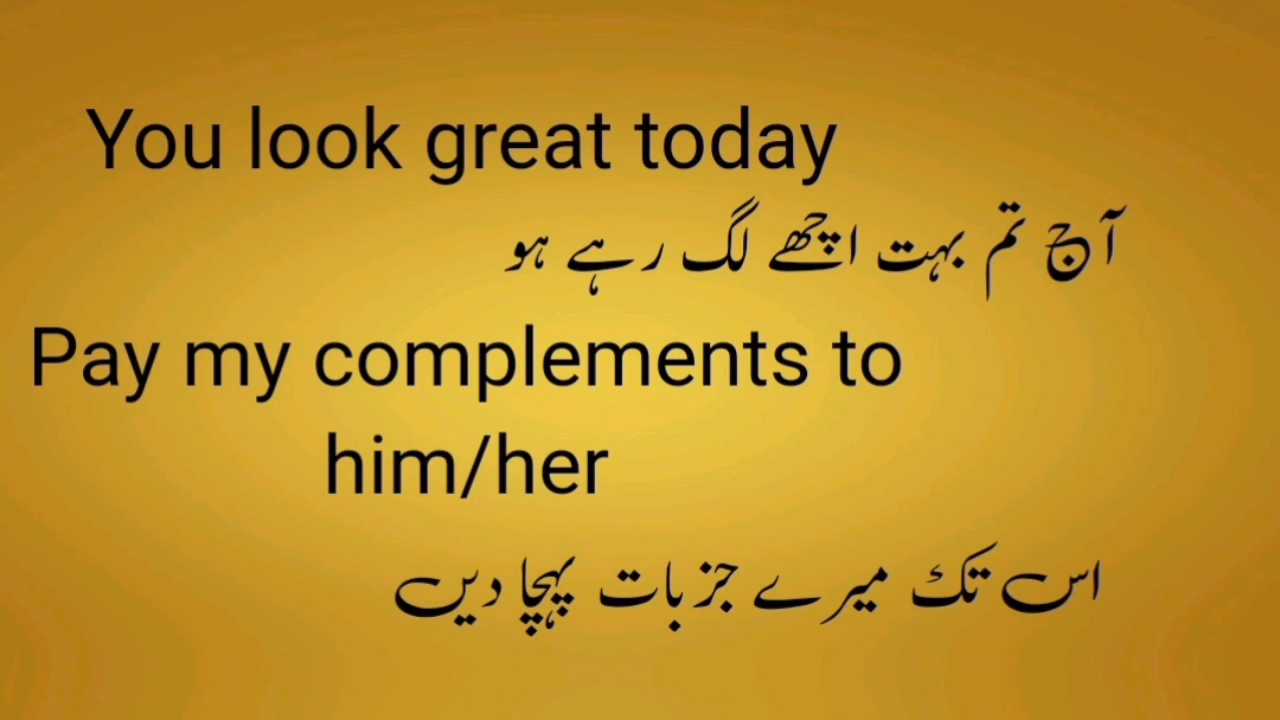 You look great today
آج تم بہت اچھے لگ رہے ہو
Pay my complements to
him/her
اس تک میرے جزبات پہچا دیں